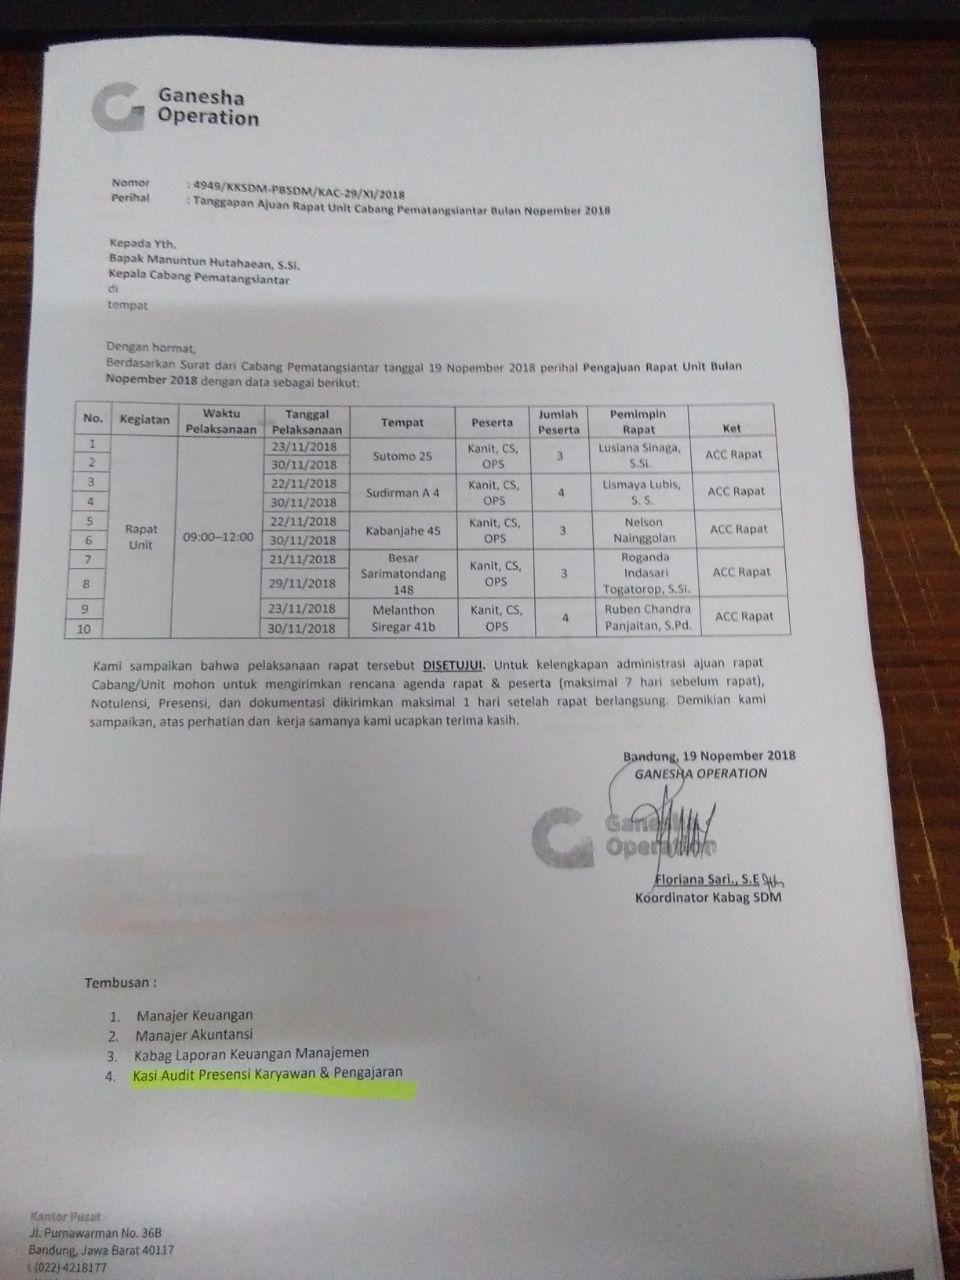 Ganesha
Operation
Nomor : 4949/KKSDM-PBSDM/KAC-29/XI/2018
Perihal : Tanggapan Ajuan Rapat Unit Cabang Pematangsiantar Bulan Nopember 2018
Kepada Yth,
Bapak Manuntun Hutahaean, S.Si.
Kepala Cabang Pematangsiantar
di
tempat
Dengan hormat,
Berdasarkan Surat dari Cabang Pematangsiantar tanggal 19 Nopember 2018 perihal Pengajuan Rapat Unit Bulan
Nopember 2018 dengan data sebagai berikut:
No. Kegiatan Waktu Pelaksanaan Tanggal Pelaksanaan Tempat Peserta Jumlah Peserta Pemimpin Rapat Ket
1 Rapat Unit 09:00–12:00 23/11/2018 Sutomo 25 Kanit, CS, OPS 3 Lusiana Sinaga, S.Si. ACC Rapat
2 30/11/2018
3 22/11/2018 Sudirman A 4 Kanit, CS, OPS 4 Lismaya Lubis, S. S. ACC Rapat
4 30/11/2018
5 22/11/2018 Kabanjahe 45 Kanit, CS, OPS 3 Nelson Nainggolan ACC Rapat
6 30/11/2018
7 21/11/2018 Besar Sarimatondang 148 Kanit, CS, OPS 3 Roganda Indasari Togatorop, S.Si. ACC Rapat
8 29/11/2018
9 23/11/2018 Melanthon Siregar 41b Kanit, CS, OPS 4 Ruben Chandra Panjaitan, S.Pd. ACC Rapat
10 30/11/2018
Kami sampaikan bahwa pelaksanaan rapat tersebut DISETUJUI. Untuk kelengkapan administrasi ajuan rapat
Cabang/Unit mohon untuk mengirimkan rencana agenda rapat & peserta (maksimal 7 hari sebelum rapat),
Notulensi, Presensi, dan dokumentasi dikirimkan maksimal 1 hari setelah rapat berlangsung. Demikian kami
sampaikan, atas perhatian dan kerja samanya kami ucapkan terima kasih.
Bandung, 19 Nopember 2018
GANESHA OPERATION
Ganesha
Operation
Floriana Sari., S.E
Koordinator Kabag SDM
Tembusan :
1. Manajer Keuangan
2. Manajer Akuntansi
3. Kabag Laporan Keuangan Manajemen
4. Kasi Audit Presensi Karyawan & Pengajaran
Kantor Pusat
Jl. Purnawarman No. 36B
Bandung, Jawa Barat 40117
t (022) 4218177